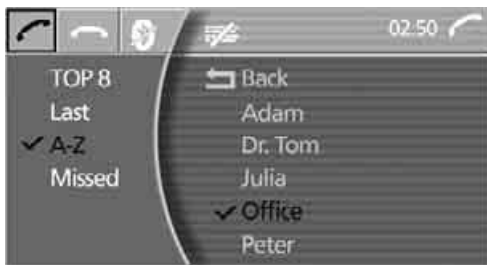 02:50
TOP 8
Last
A-Z
Missed
Back
Adam
Dr. Tom
Julia
Office
Peter